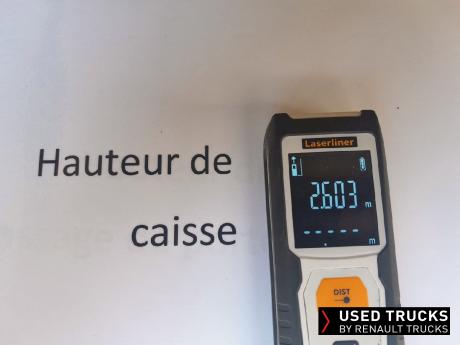 Hauteur de
caisse
Laserliner
2.603 m
- - - - - m
DIST
USED TRUCKS
BY RENAULT TRUCKS